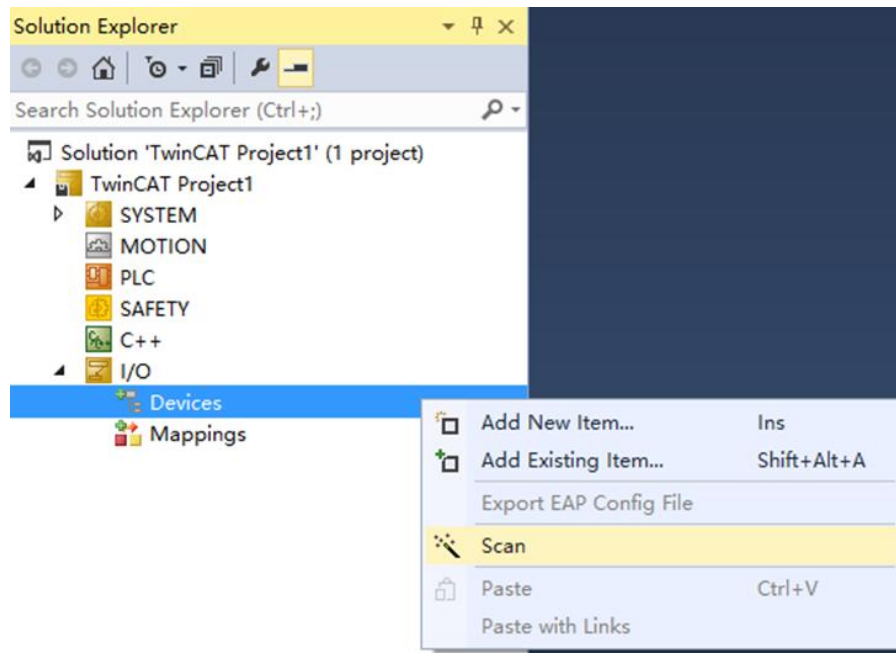 Solution Explorer
Search Solution Explorer (Ctrl+;)
Solution 'TwinCAT Project1' (1 project)
TwinCAT Project1
SYSTEM
MOTION
PLC
SAFETY
C++
I/O
Devices
Mappings
Add New Item... Ins
Add Existing Item... Shift+Alt+A
Export EAP Config File
Scan
Paste Ctrl+V
Paste with Links